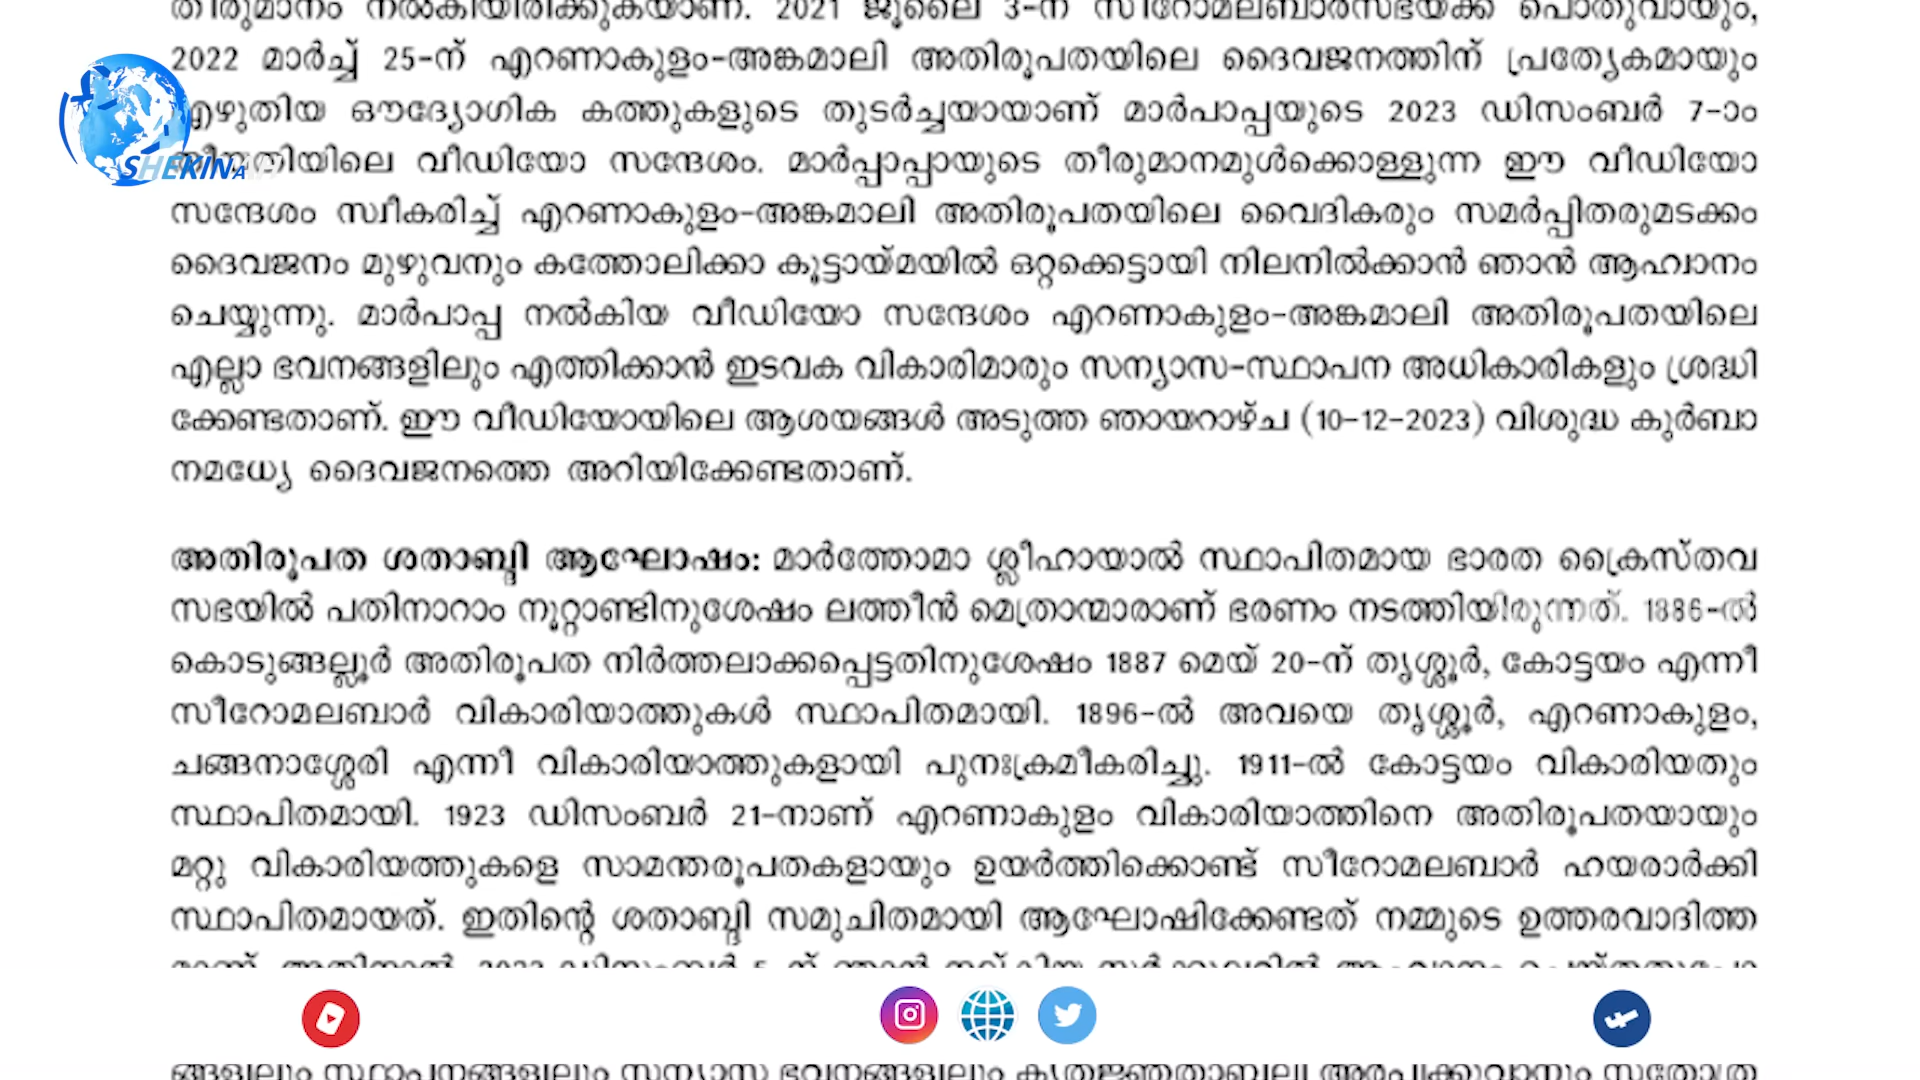 തീരുമാനം നൽകിയിരിക്കുകയാണ്. 2021 ജൂലൈ 3-ന് സീറോമലബാർസഭയ്ക്ക് പൊതുവായും,
2022 മാർച്ച് 25-ന് എറണാകുളം-അങ്കമാലി അതിരൂപതയിലെ ദൈവജനത്തിന് പ്രത്യേകമായും
എഴുതിയ ഔദ്യോഗിക കത്തുകളുടെ തുടർച്ചയായാണ് മാർപാപ്പയുടെ 2023 ഡിസംബർ 7-ാം
SHEKINA തീയതിയിലെ വീഡിയോ സന്ദേശം. മാർപ്പാപ്പായുടെ തീരുമാനമുൾക്കൊള്ളുന്ന ഈ വീഡിയോ
സന്ദേശം സ്വീകരിച്ച് എറണാകുളം-അങ്കമാലി അതിരൂപതയിലെ വൈദികരും സമർപ്പിതരുമടക്കം
ദൈവജനം മുഴുവനും കത്തോലിക്കാ കൂട്ടായ്മയിൽ ഒറ്റക്കെട്ടായി നിലനിൽക്കാൻ ഞാൻ ആഹ്വാനം
ചെയ്യുന്നു. മാർപാപ്പ നൽകിയ വീഡിയോ സന്ദേശം എറണാകുളം-അങ്കമാലി അതിരൂപതയിലെ
എല്ലാ ഭവനങ്ങളിലും എത്തിക്കാൻ ഇടവക വികാരിമാരും സന്യാസ-സ്ഥാപന അധികാരികളും ശ്രദ്ധി
ക്കേണ്ടതാണ്. ഈ വീഡിയോയിലെ ആശയങ്ങൾ അടുത്ത ഞായറാഴ്ച (10-12-2023) വിശുദ്ധ കുർബാ
നമധ്യേ ദൈവജനത്തെ അറിയിക്കേണ്ടതാണ്.
അതിരൂപത ശതാബ്ദി ആഘോഷം: മാർത്തോമാ ശ്ലീഹായാൽ സ്ഥാപിതമായ ഭാരത ക്രൈസ്തവ
സഭയിൽ പതിനാറാം നൂറ്റാണ്ടിനുശേഷം ലത്തീൻ മെത്രാന്മാരാണ് ഭരണം നടത്തിയിരുന്നത്. 1886-ൽ
കൊടുങ്ങല്ലൂർ അതിരൂപത നിർത്തലാക്കപ്പെട്ടതിനുശേഷം 1887 മെയ് 20-ന് തൃശ്ശൂർ, കോട്ടയം എന്നീ
സീറോമലബാർ വികാരിയാത്തുകൾ സ്ഥാപിതമായി. 1896-ൽ അവയെ തൃശ്ശൂർ, എറണാകുളം,
ചങ്ങനാശ്ശേരി എന്നീ വികാരിയാത്തുകളായി പുനഃക്രമീകരിച്ചു. 1911-ൽ കോട്ടയം വികാരിയതും
സ്ഥാപിതമായി. 1923 ഡിസംബർ 21-നാണ് എറണാകുളം വികാരിയാത്തിനെ അതിരൂപതയായും
മറ്റു വികാരിയത്തുകളെ സാമന്തരൂപതകളായും ഉയർത്തിക്കൊണ്ട് സീറോമലബാർ ഹയരാർക്കി
സ്ഥാപിതമായത്. ഇതിന്റെ ശതാബ്ദി സമുചിതമായി ആഘോഷിക്കേണ്ടത് നമ്മുടെ ഉത്തരവാദിത്ത